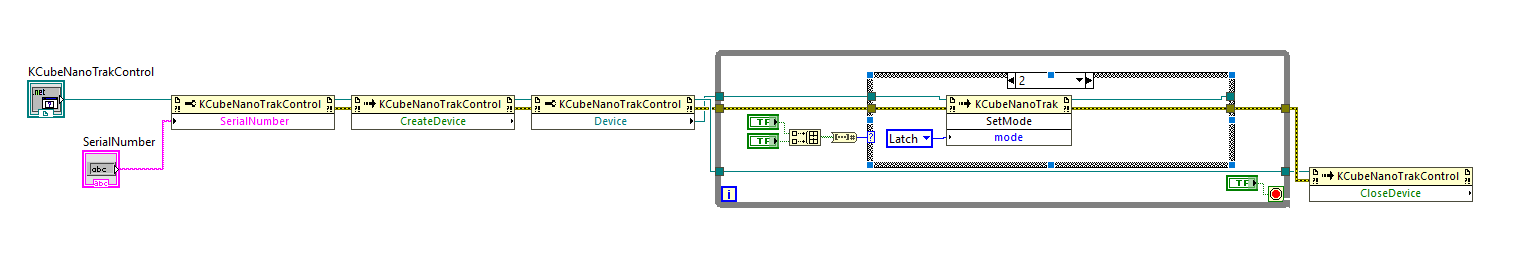 KCubeNanoTrakControl
.net
SerialNumber
abc
abc
KCubeNanoTrakControl
SerialNumber
KCubeNanoTrakControl
CreateDevice
KCubeNanoTrakControl
Device
2
TF
TF
?
Latch
KCubeNanoTrak
SetMode
mode
i
TF
KCubeNanoTrakControl
CloseDevice